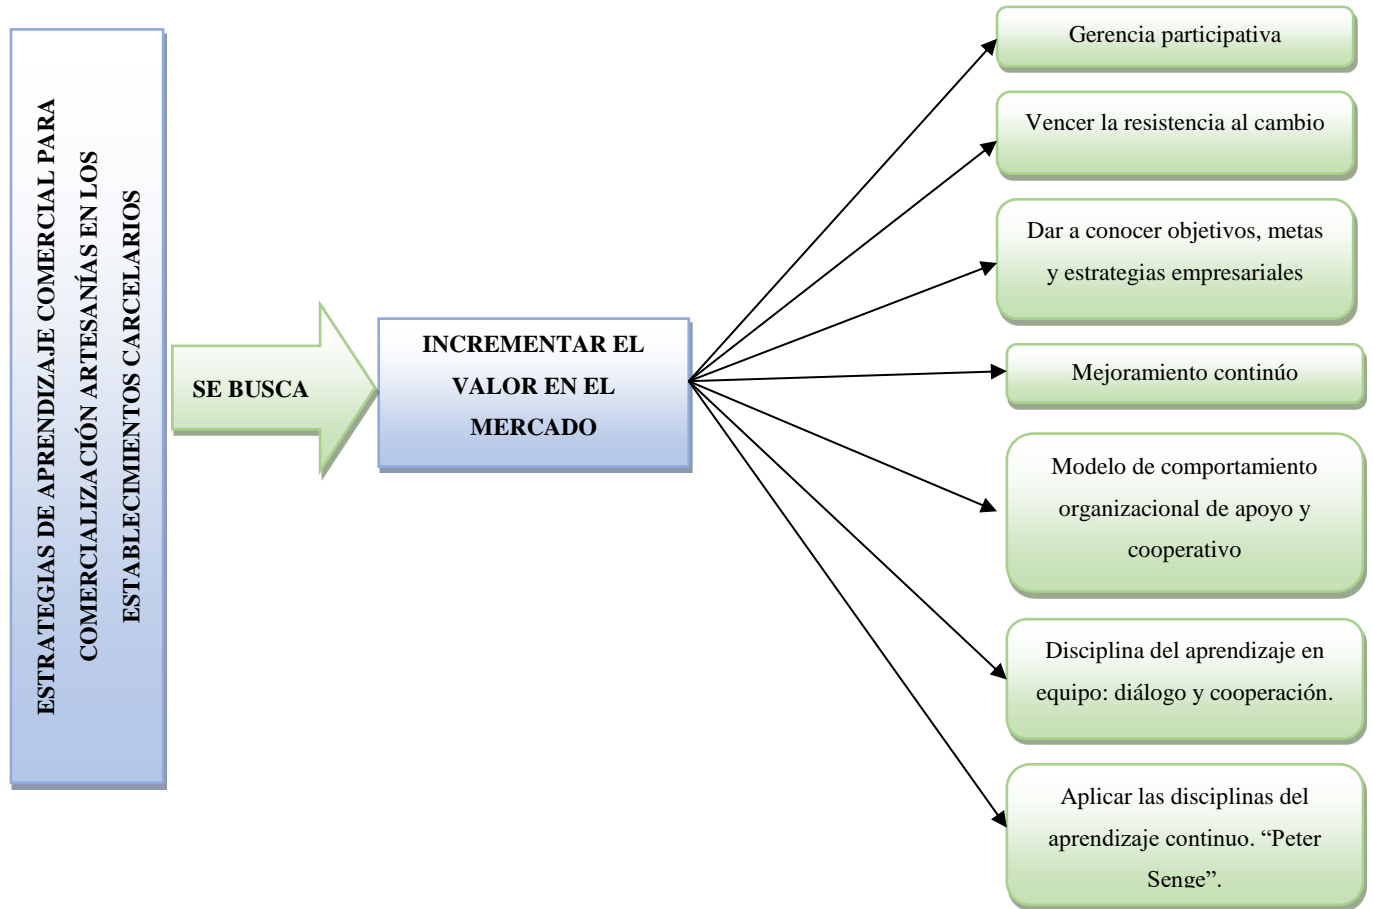 ESTRATEGIAS DE APRENDIZAJE COMERCIAL PARA
COMERCIALIZACIÓN ARTESANÍAS EN LOS
ESTABLECIMIENTOS CARCELARIOS
SE BUSCA
INCREMENTAR EL
VALOR EN EL
MERCADO
Gerencia participativa
Vencer la resistencia al cambio
Dar a conocer objetivos, metas
y estrategias empresariales
Mejoramiento continúo
Modelo de comportamiento
organizacional de apoyo y
cooperativo
Disciplina del aprendizaje en
equipo: diálogo y cooperación.
Aplicar las disciplinas del
aprendizaje continuo. “Peter
Senge”.